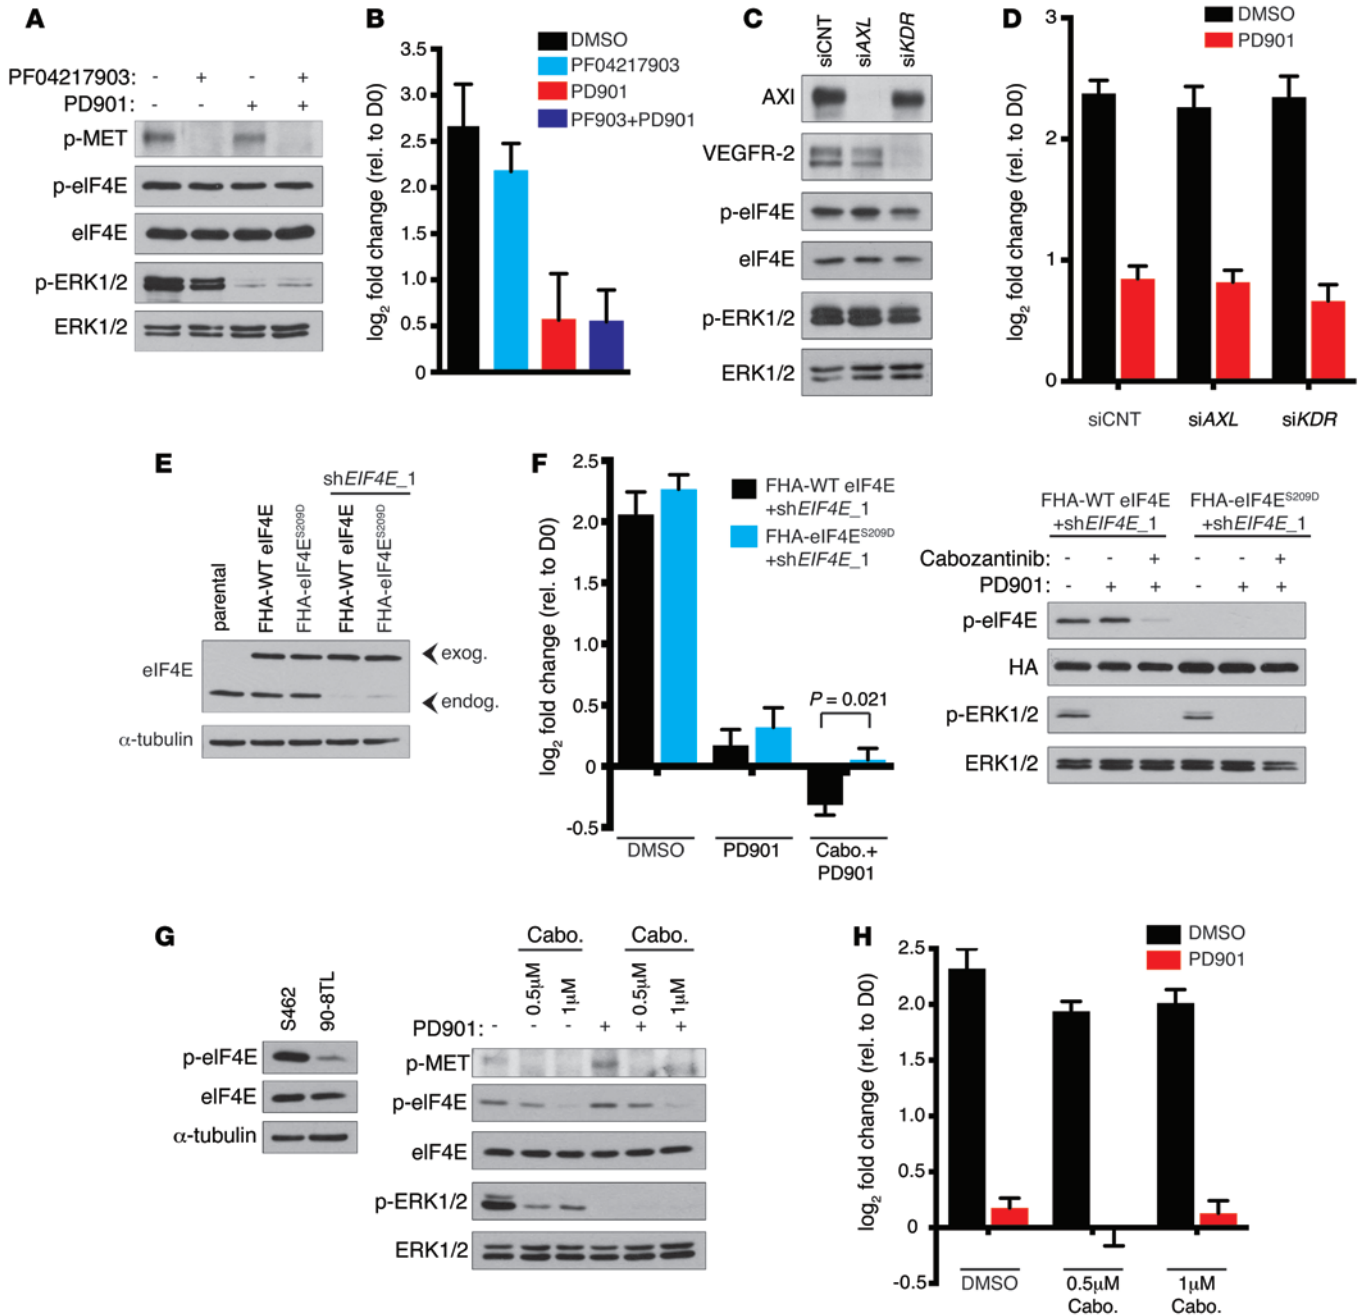 A
PF04217903: - + - +
PD901: - - + +
p-MET
p-eIF4E
eIF4E
p-ERK1/2
ERK1/2
B
DMSO
PF04217903
PD901
PF903+PD901
log2 fold change (rel. to D0)
3.5
3.0
2.5
2.0
1.5
1.0
0.5
0
C
siCNT
siAXL
siKDR
AXl
VEGFR-2
p-eIF4E
eIF4E
p-ERK1/2
ERK1/2
D
DMSO
PD901
log2 fold change (rel. to D0)
3
2
1
0
siCNT siAXL siKDR
E
shEIF4E_1
parental
FHA-WT eIF4E
FHA-eIF4ES209D
FHA-WT eIF4E
FHA-eIF4ES209D
eIF4E
exog.
endog.
α-tubulin
F
FHA-WT eIF4E
+shEIF4E_1
FHA-eIF4ES209D
+shEIF4E_1
log2 fold change (rel. to D0)
2.5
2.0
1.5
1.0
0.5
0
-0.5
P = 0.021
DMSO PD901 Cabo.+
PD901
FHA-WT eIF4E FHA-eIF4ES209D
+shEIF4E_1 +shEIF4E_1
Cabozantinib: - - + - - +
PD901: - + + - + +
p-eIF4E
HA
p-ERK1/2
ERK1/2
G
S462
90-8TL
p-eIF4E
eIF4E
α-tubulin
Cabo. Cabo.
0.5µM
1µM
0.5µM
1µM
PD901: - - - + + +
p-MET
p-eIF4E
eIF4E
p-ERK1/2
ERK1/2
H
DMSO
PD901
log2 fold change (rel. to D0)
2.5
2.0
1.5
1.0
0.5
0
-0.5
DMSO 0.5µM 1µM
Cabo. Cabo.